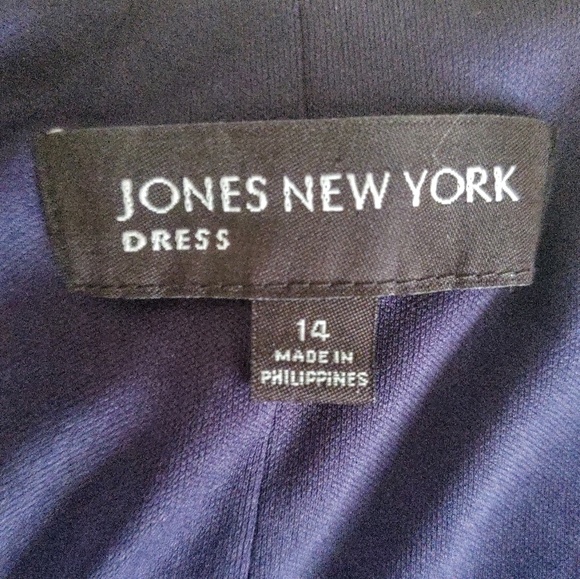 JONES NEW YORK
DRESS
14
MADE IN
PHILIPPINES